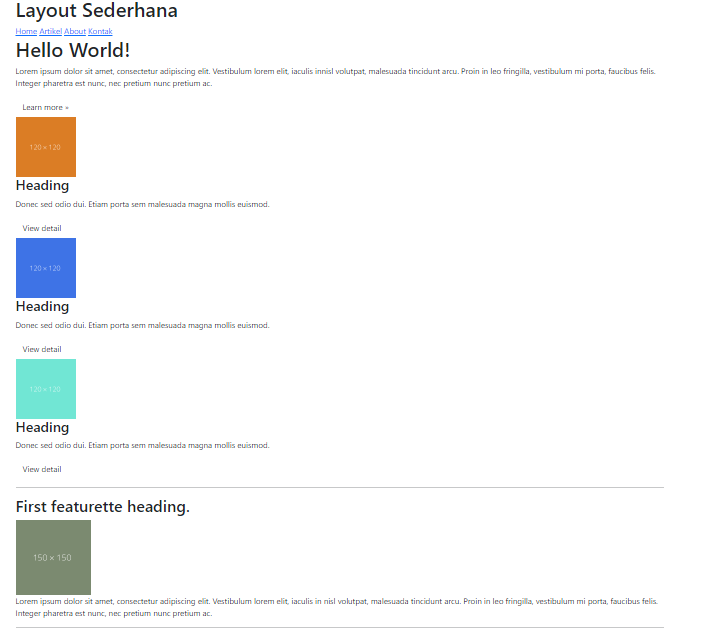 Layout Sederhana
Home Artikel About Kontak
Hello World!
Lorem ipsum dolor sit amet, consectetur adipiscing elit. Vestibulum lorem elit, iaculis innisl volutpat, malesuada tincidunt arcu. Proin in leo fringilla, vestibulum mi porta, faucibus felis.
Integer pharetra est nunc, nec pretium nunc pretium ac.
Learn more »
120 × 120
Heading
Donec sed odio dui. Etiam porta sem malesuada magna mollis euismod.
View detail
120 × 120
Heading
Donec sed odio dui. Etiam porta sem malesuada magna mollis euismod.
View detail
120 × 120
Heading
Donec sed odio dui. Etiam porta sem malesuada magna mollis euismod.
View detail
First featurette heading.
150 × 150
Lorem ipsum dolor sit amet, consectetur adipiscing elit. Vestibulum lorem elit, iaculis in nisl volutpat, malesuada tincidunt arcu. Proin in leo fringilla, vestibulum mi porta, faucibus felis.
Integer pharetra est nunc, nec pretium nunc pretium ac.